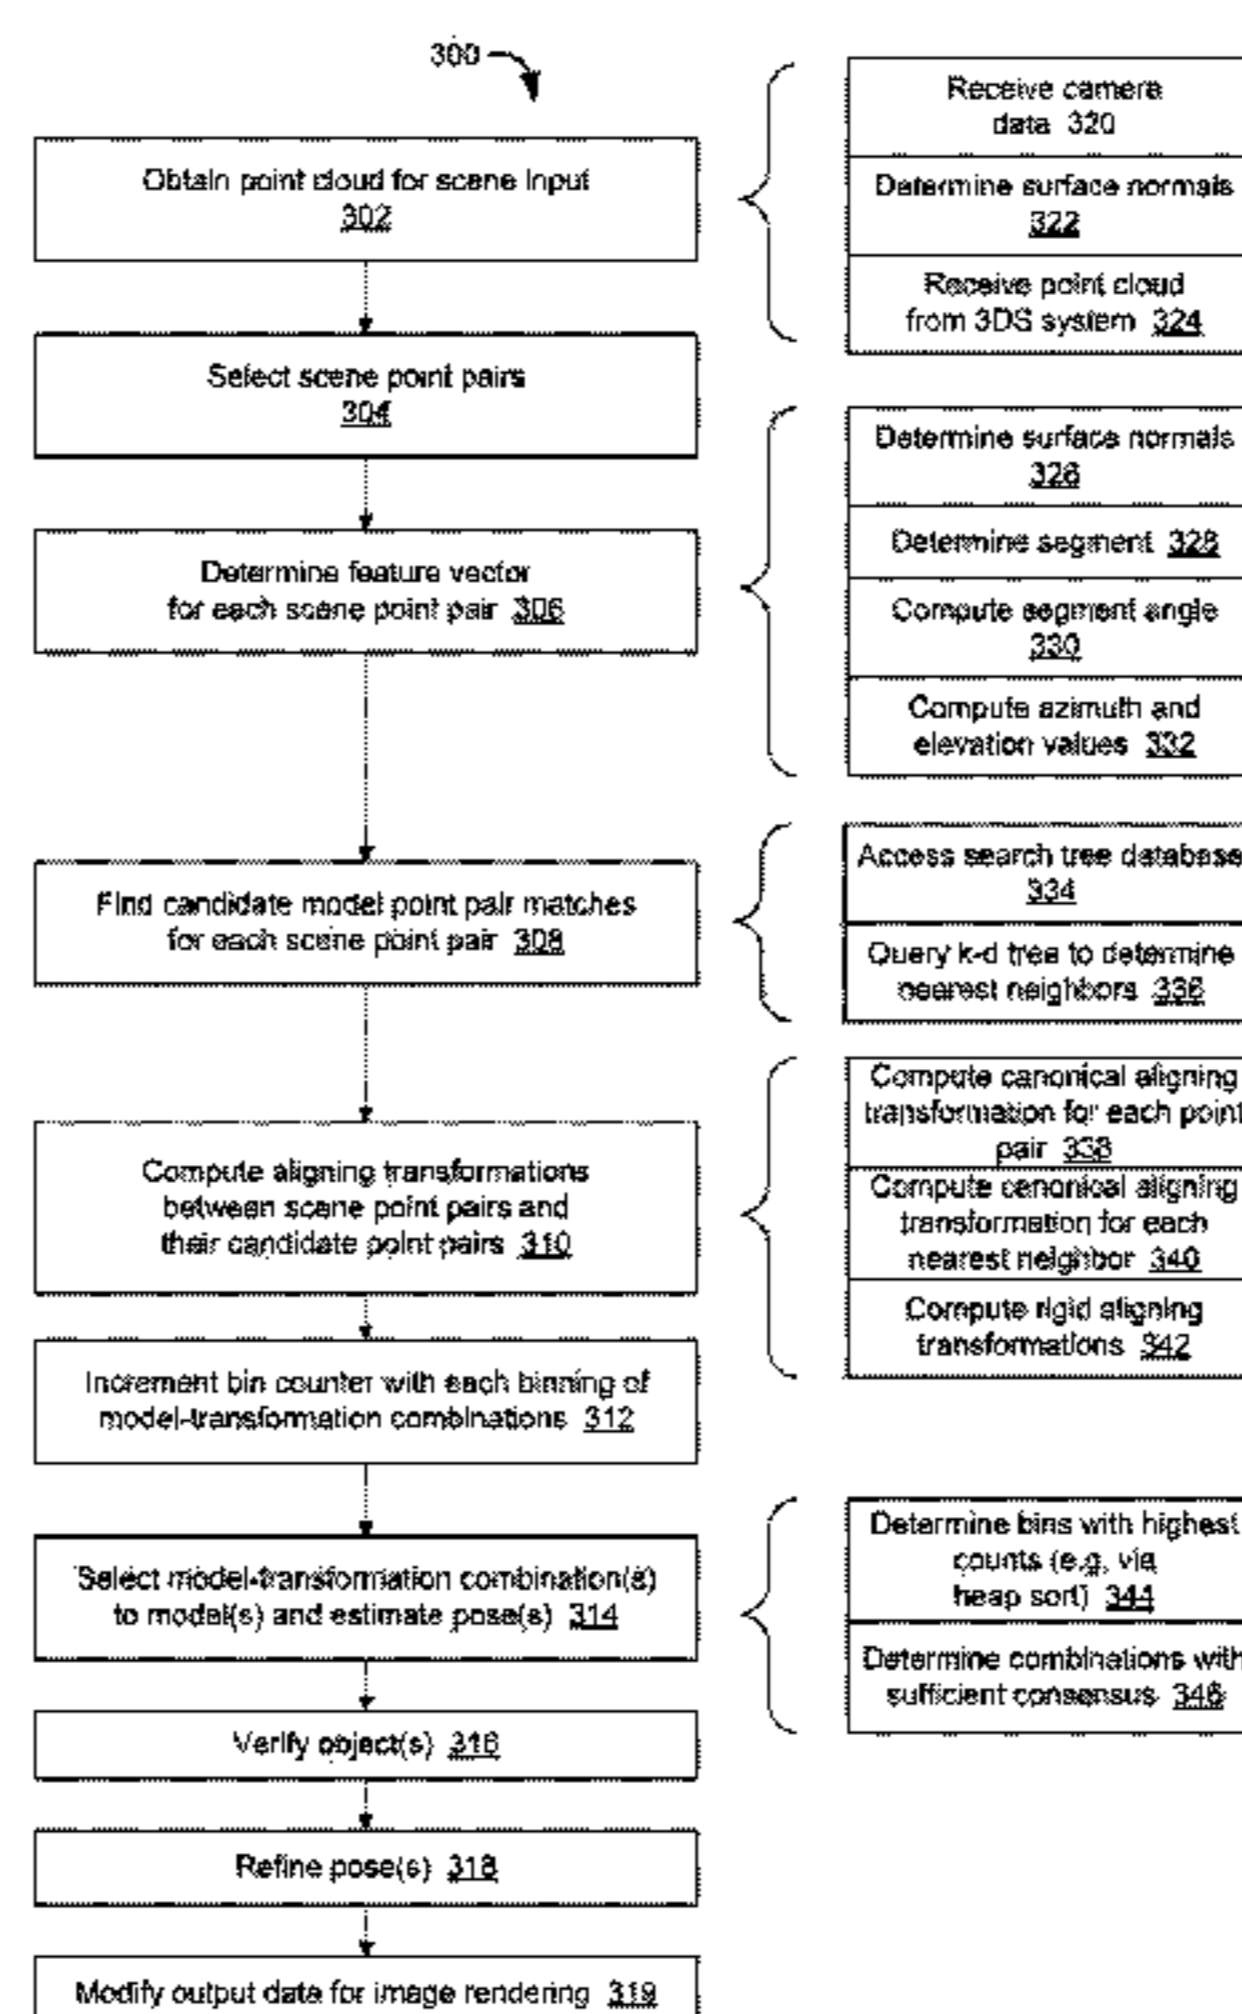 300
Obtain point cloud for scene input
302
Select scene point pairs
304
Determine feature vector
for each scene point pair 306
Find candidate model point pair matches
for each scene point pair 308
Compute aligning transformations
between scene point pairs and
their candidate point pairs 310
Increment bin counter with each binning of
model-transformation combinations 312
Select model-transformation combination(s)
to model(s) and estimate pose(s) 314
Verify object(s) 316
Refine pose(s) 318
Modify output data for image rendering 319
Receive camera
data 320
Determine surface normals
322
Receive point cloud
from 3DS system 324
Determine surface normals
326
Determine segment 328
Compute segment angle
330
Compute azimuth and
elevation values 332
Access search tree database
334
Query k-d tree to determine
nearest neighbors 336
Compute canonical aligning
transformation for each point
pair 338
Compute canonical aligning
transformation for each
nearest neighbor 340
Compute rigid aligning
transformations 342
Determine bins with highest
counts (e.g, via
heap sort) 344
Determine combinations with
sufficient consensus 346